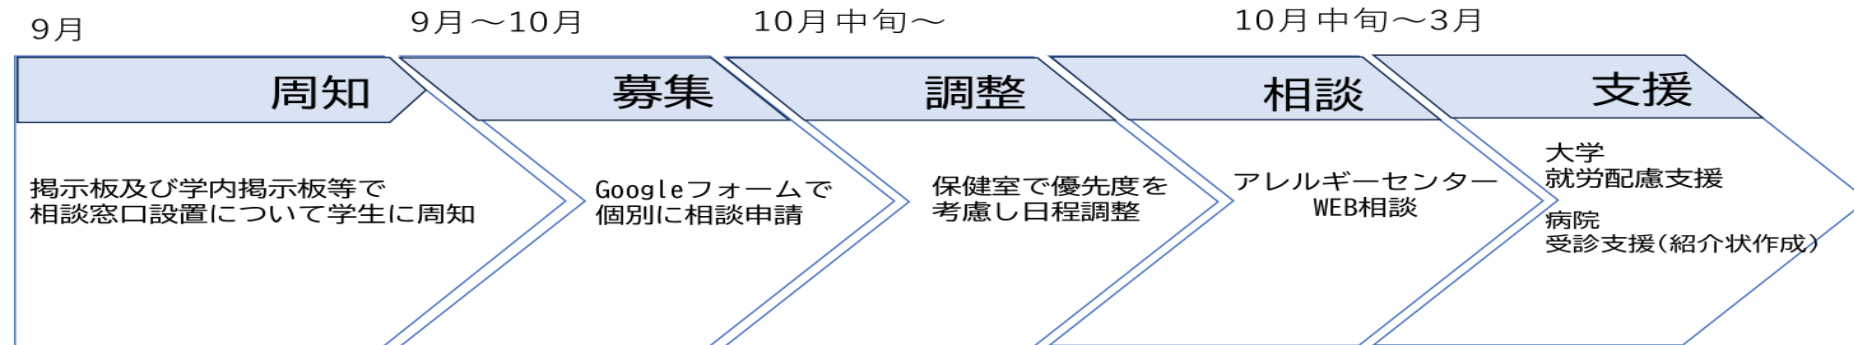 9月
9月～10月
10月中旬～
10月中旬～3月
周知
募集
調整
相談
支援
掲示板及び学内掲示板等で
相談窓口設置について学生に周知
Googleフォームで
個別に相談申請
保健室で優先度を
考慮し日程調整
アレルギーセンター
WEB相談
大学
就労配慮支援
病院
受診支援(紹介状作成)